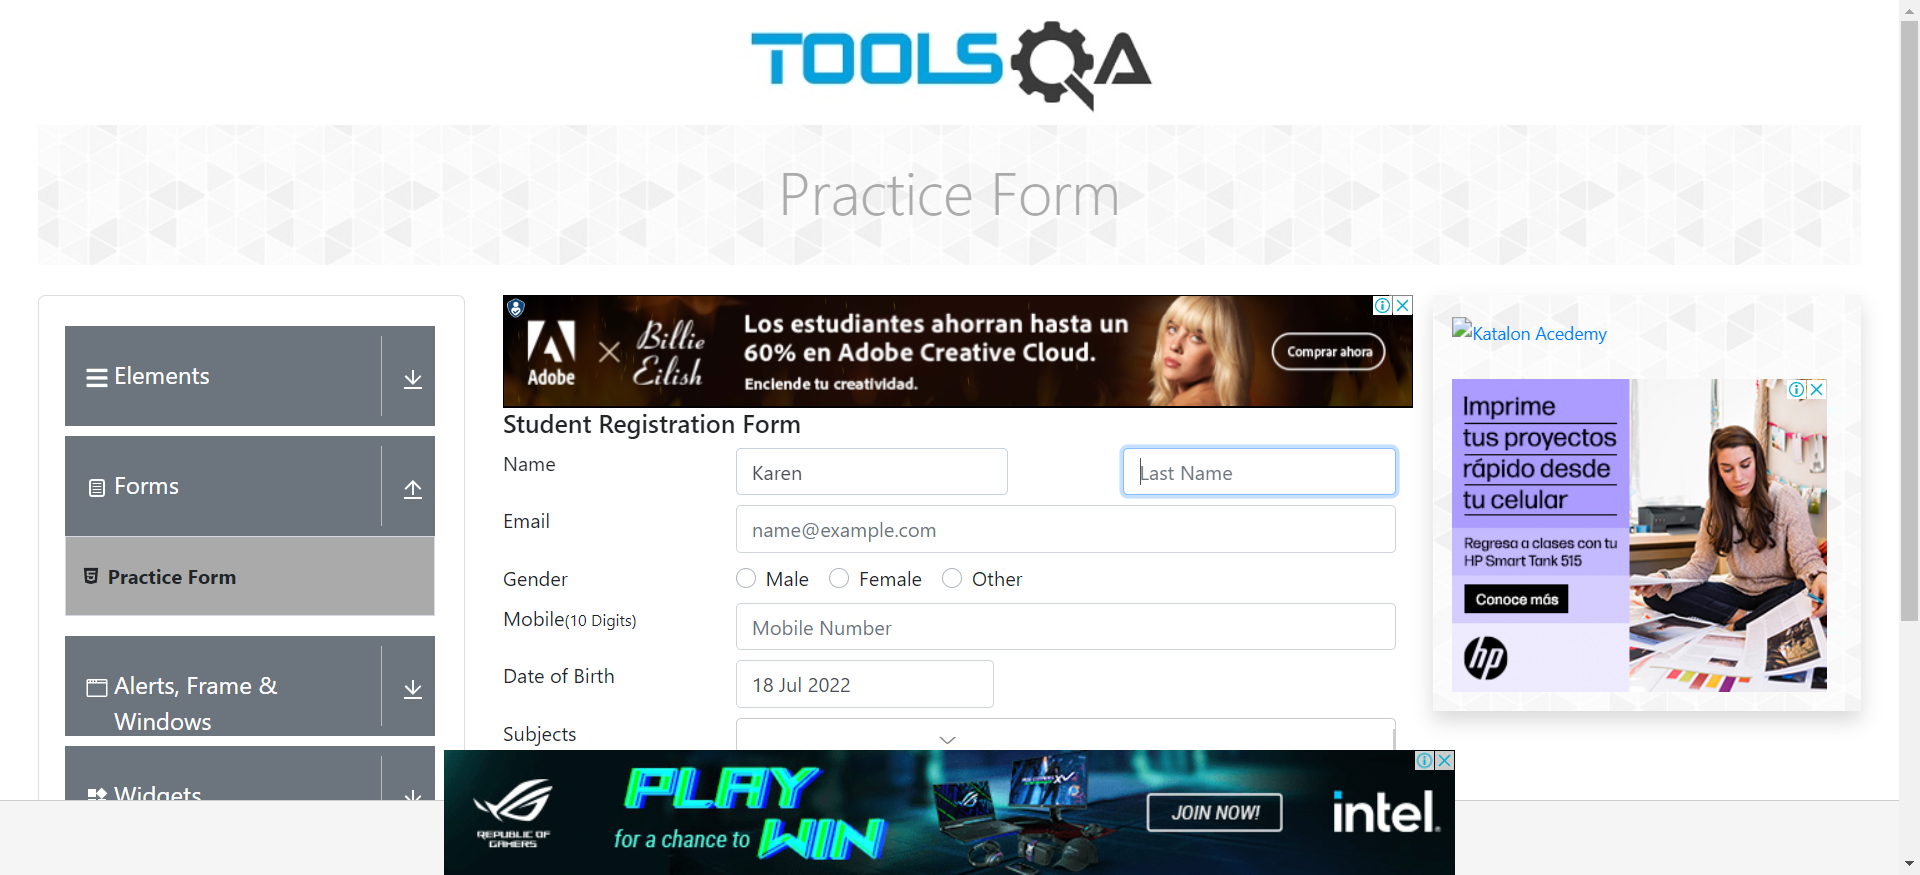 TOOLSQA
Practice Form
Elements
Forms
Practice Form
Alerts, Frame &
Windows
Widgets
Adobe
Billie
Eilish
Los estudiantes ahorran hasta un
60% en Adobe Creative Cloud.
Enciende tu creatividad.
Comprar ahora
Student Registration Form
Name
Karen
Last Name
Email
name@example.com
Gender
Male
Female
Other
Mobile(10 Digits)
Mobile Number
Date of Birth
18 Jul 2022
Subjects
Katalon Acedemy
Imprime
tus proyectos
rápido desde
tu celular
Regresa a clases con tu
HP Smart Tank 515
Conoce más
hp
REPUBLIC OF
GAMERS
PLAY
for a chance to WIN
JOIN NOW!
intel.